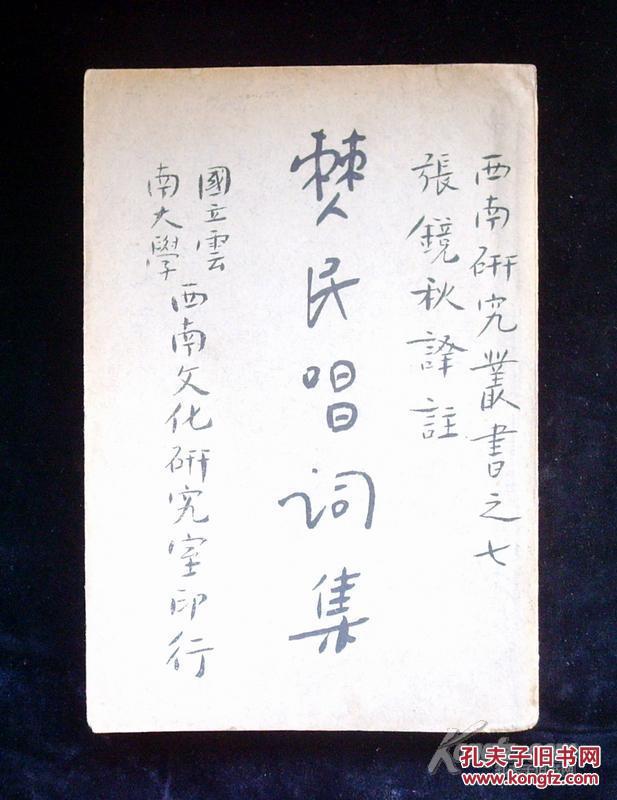 西南研究叢書之七
張鏡秋譯註
僰民唱词集
國立雲
南大學
西南文化研究室印行
孔夫子旧书网
www.kongfz.com